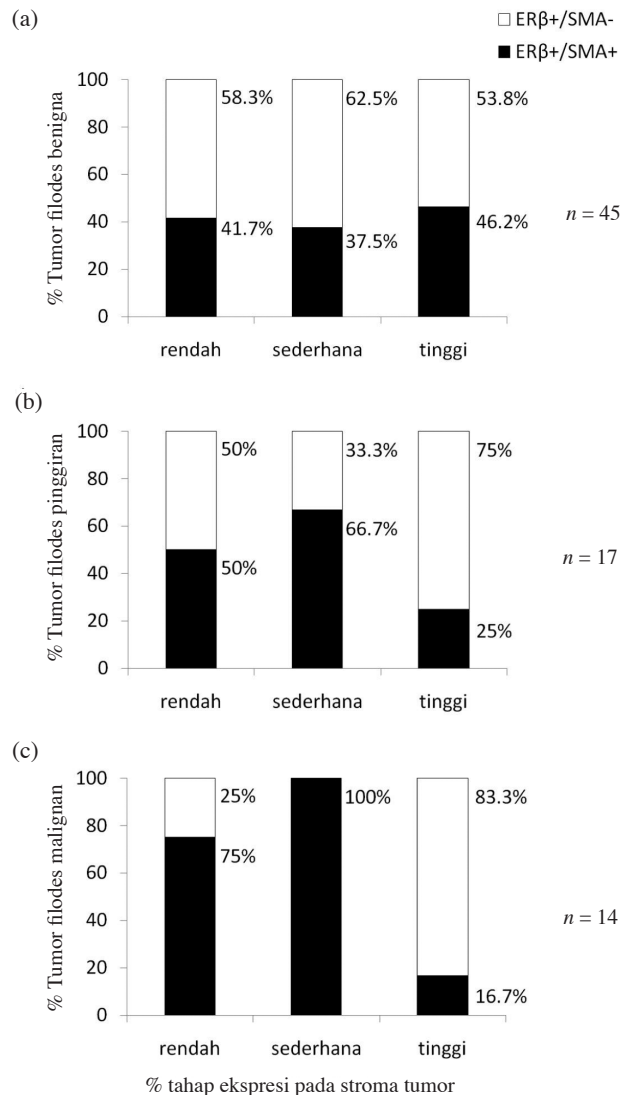 (a)
ERβ+/SMA-
ERβ+/SMA+
% Tumor filodes benigna
100
80
60
40
20
0
58.3%
62.5%
53.8%
41.7%
37.5%
46.2%
n = 45
rendah
sederhana
tinggi
(b)
% Tumor filodes pinggiran
100
80
60
40
20
0
50%
33.3%
75%
50%
66.7%
25%
n = 17
rendah
sederhana
tinggi
(c)
% Tumor filodes malignan
100
80
60
40
20
0
25%
100%
83.3%
75%
16.7%
n = 14
rendah
sederhana
tinggi
% tahap ekspresi pada stroma tumor